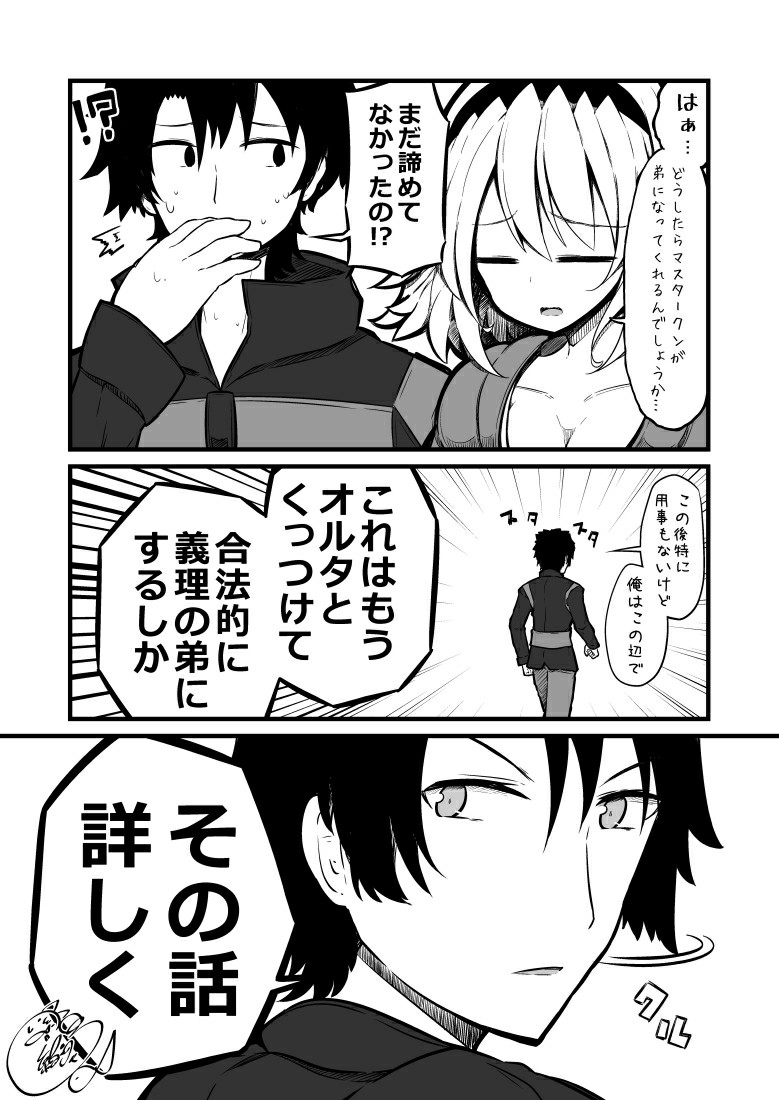 はぁ…
どうしたらマスタークンが
弟になってくれるんでしょうか…
まだ諦めて
なかったの!?
!?
この後特に
用事もないけど
俺はこの辺で
スタ
スタ
これはもう
オルタと
くっつけて
合法的に
義理の弟に
するしか
その話
詳しく
クル